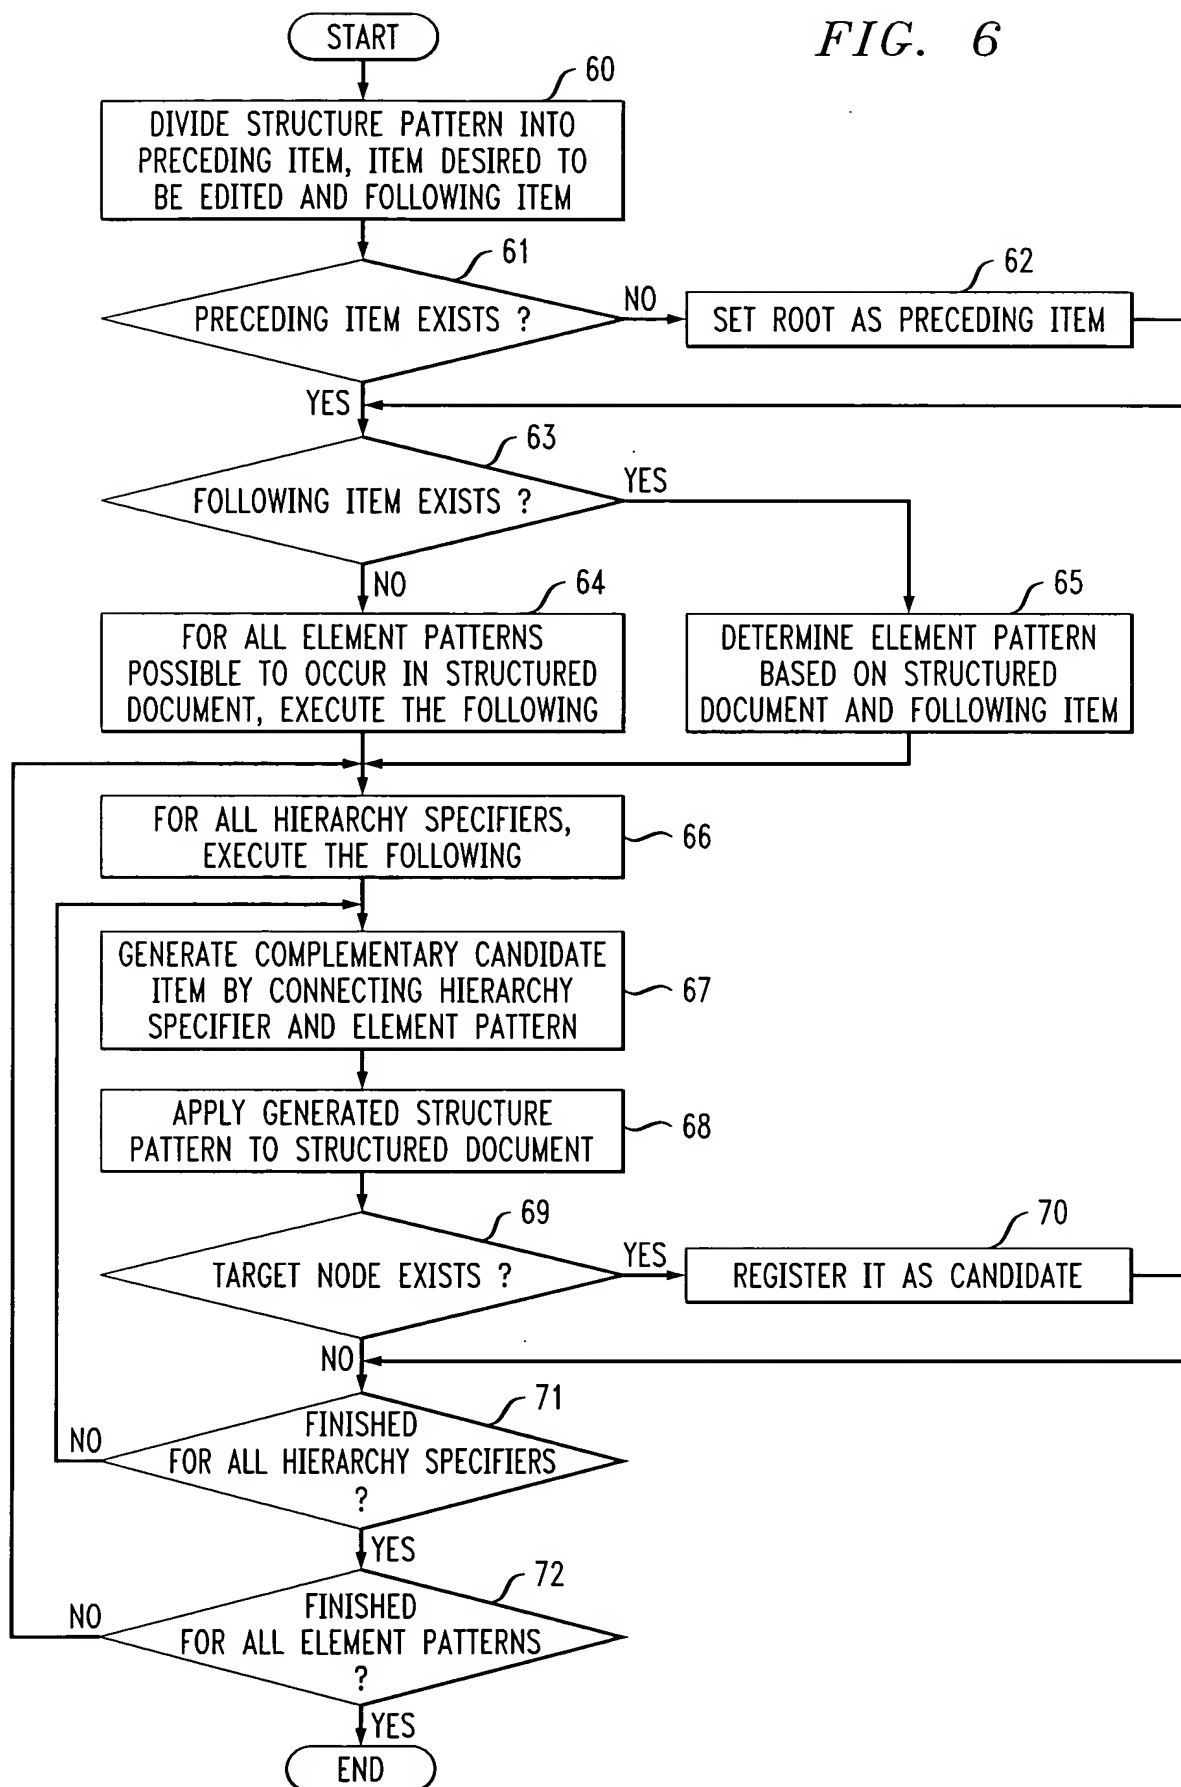 START
FIG. 6
60
DIVIDE STRUCTURE PATTERN INTO
PRECEDING ITEM, ITEM DESIRED TO
BE EDITED AND FOLLOWING ITEM
61
PRECEDING ITEM EXISTS ?
NO
62
SET ROOT AS PRECEDING ITEM
YES
63
FOLLOWING ITEM EXISTS ?
YES
NO
64
FOR ALL ELEMENT PATTERNS
POSSIBLE TO OCCUR IN STRUCTURED
DOCUMENT, EXECUTE THE FOLLOWING
65
DETERMINE ELEMENT PATTERN
BASED ON STRUCTURED
DOCUMENT AND FOLLOWING ITEM
FOR ALL HIERARCHY SPECIFIERS,
EXECUTE THE FOLLOWING
66
GENERATE COMPLEMENTARY CANDIDATE
ITEM BY CONNECTING HIERARCHY
SPECIFIER AND ELEMENT PATTERN
67
APPLY GENERATED STRUCTURE
PATTERN TO STRUCTURED DOCUMENT
68
69
TARGET NODE EXISTS ?
YES
70
REGISTER IT AS CANDIDATE
NO
71
FINISHED
FOR ALL HIERARCHY SPECIFIERS
?
NO
YES
72
FINISHED
FOR ALL ELEMENT PATTERNS
?
NO
YES
END